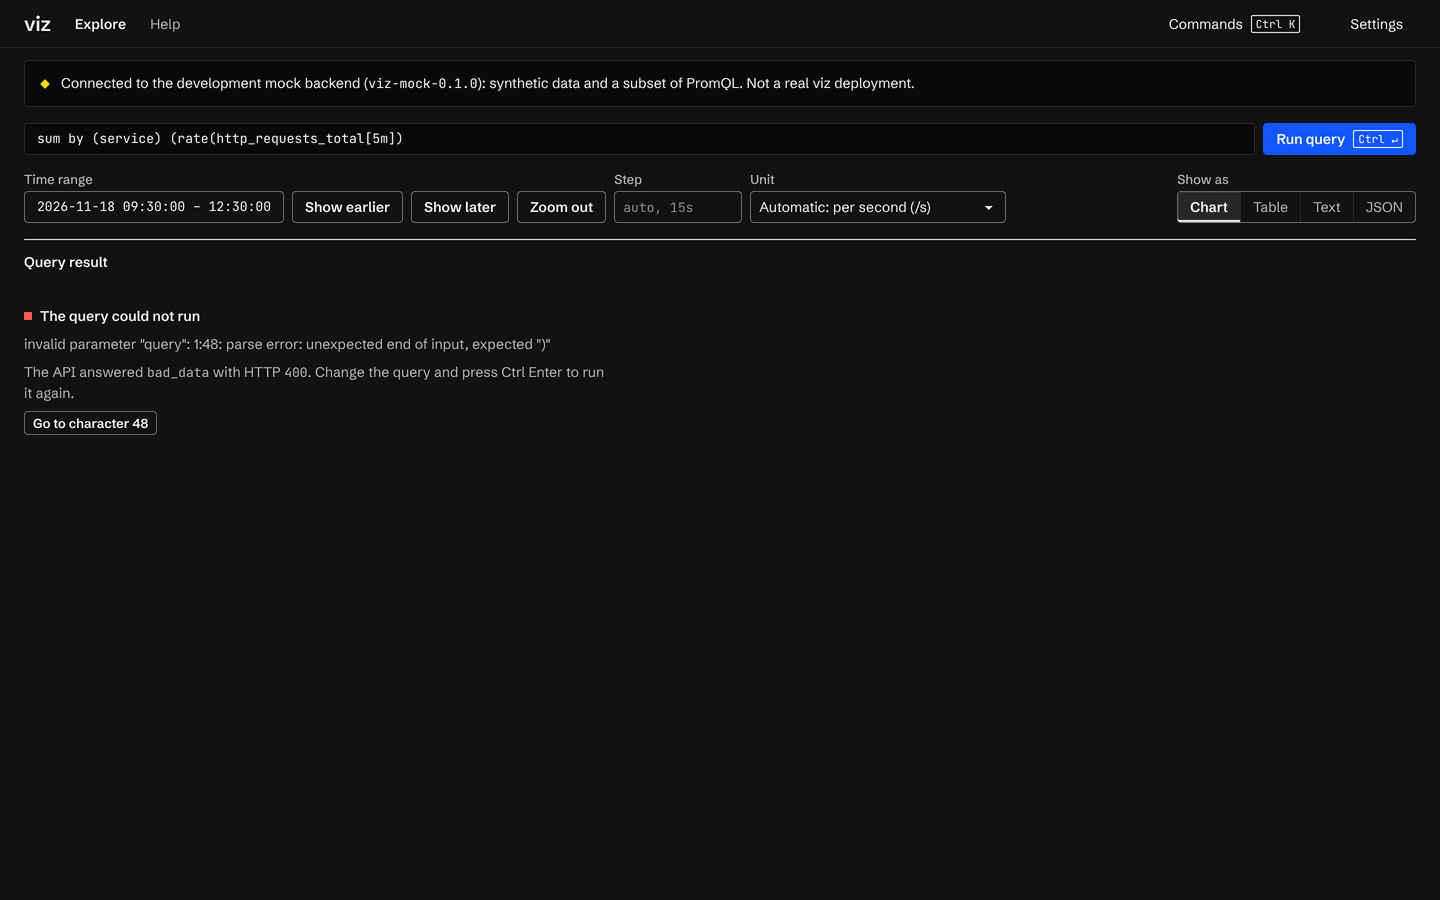 viz Explore Help Commands Ctrl K Settings
Connected to the development mock backend (viz-mock-0.1.0): synthetic data and a subset of PromQL. Not a real viz deployment.
sum by (service) (rate(http_requests_total[5m]) Run query Ctrl ↵
Time range Step Unit Show as
2026-11-18 09:30:00 – 12:30:00 Show earlier Show later Zoom out auto, 15s Automatic: per second (/s) Chart Table Text JSON
Query result
The query could not run
invalid parameter "query": 1:48: parse error: unexpected end of input, expected ")"
The API answered bad_data with HTTP 400. Change the query and press Ctrl Enter to run
it again.
Go to character 48